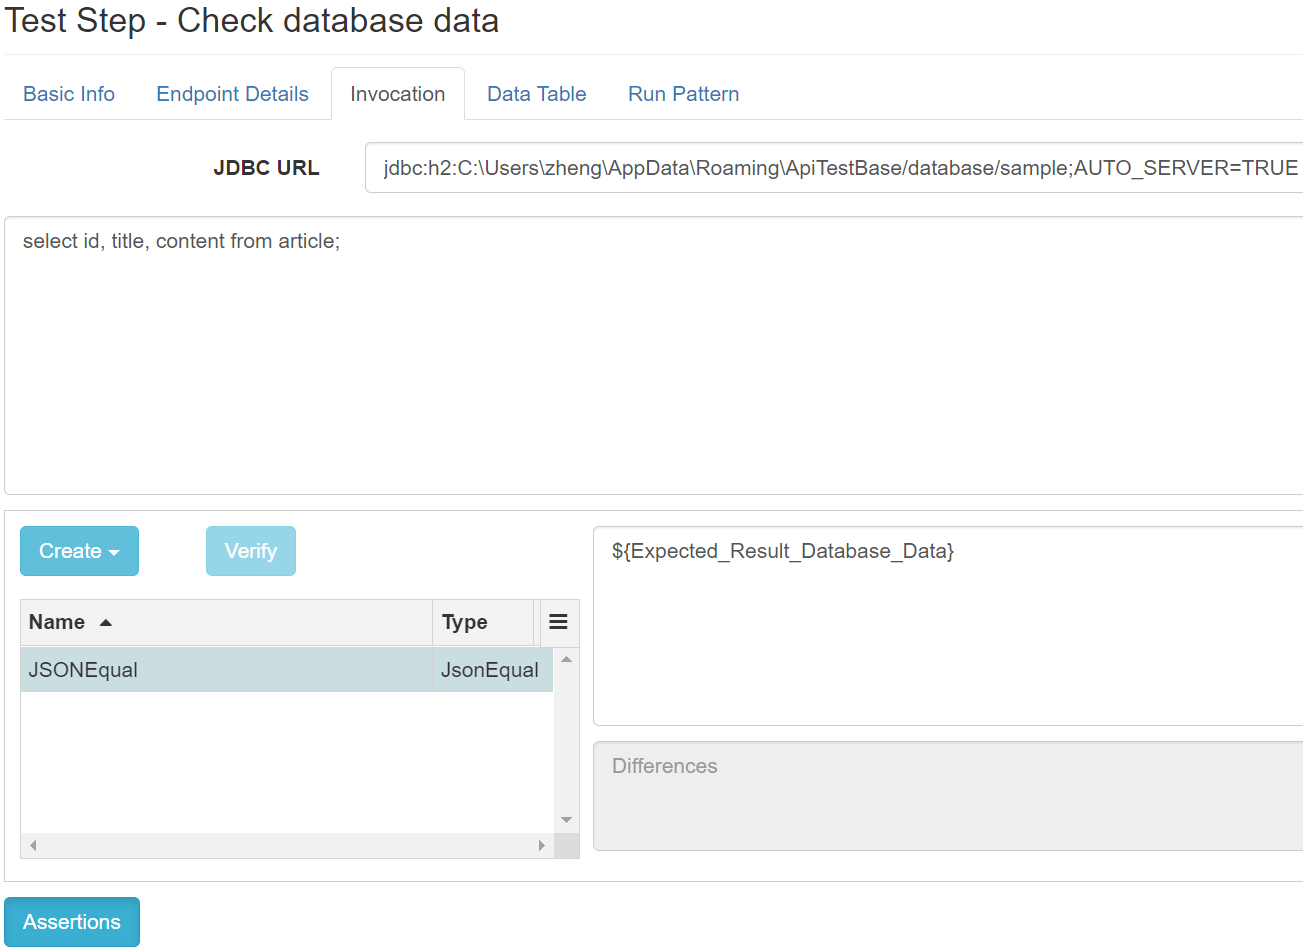 Test Step - Check database data
Basic Info Endpoint Details Invocation Data Table Run Pattern
JDBC URL jdbc:h2:C:\Users\zheng\AppData\Roaming\ApiTestBase/database/sample;AUTO_SERVER=TRUE
select id, title, content from article;
Create Verify
${Expected_Result_Database_Data}
Name Type
JSONEqual JsonEqual
Differences
Assertions